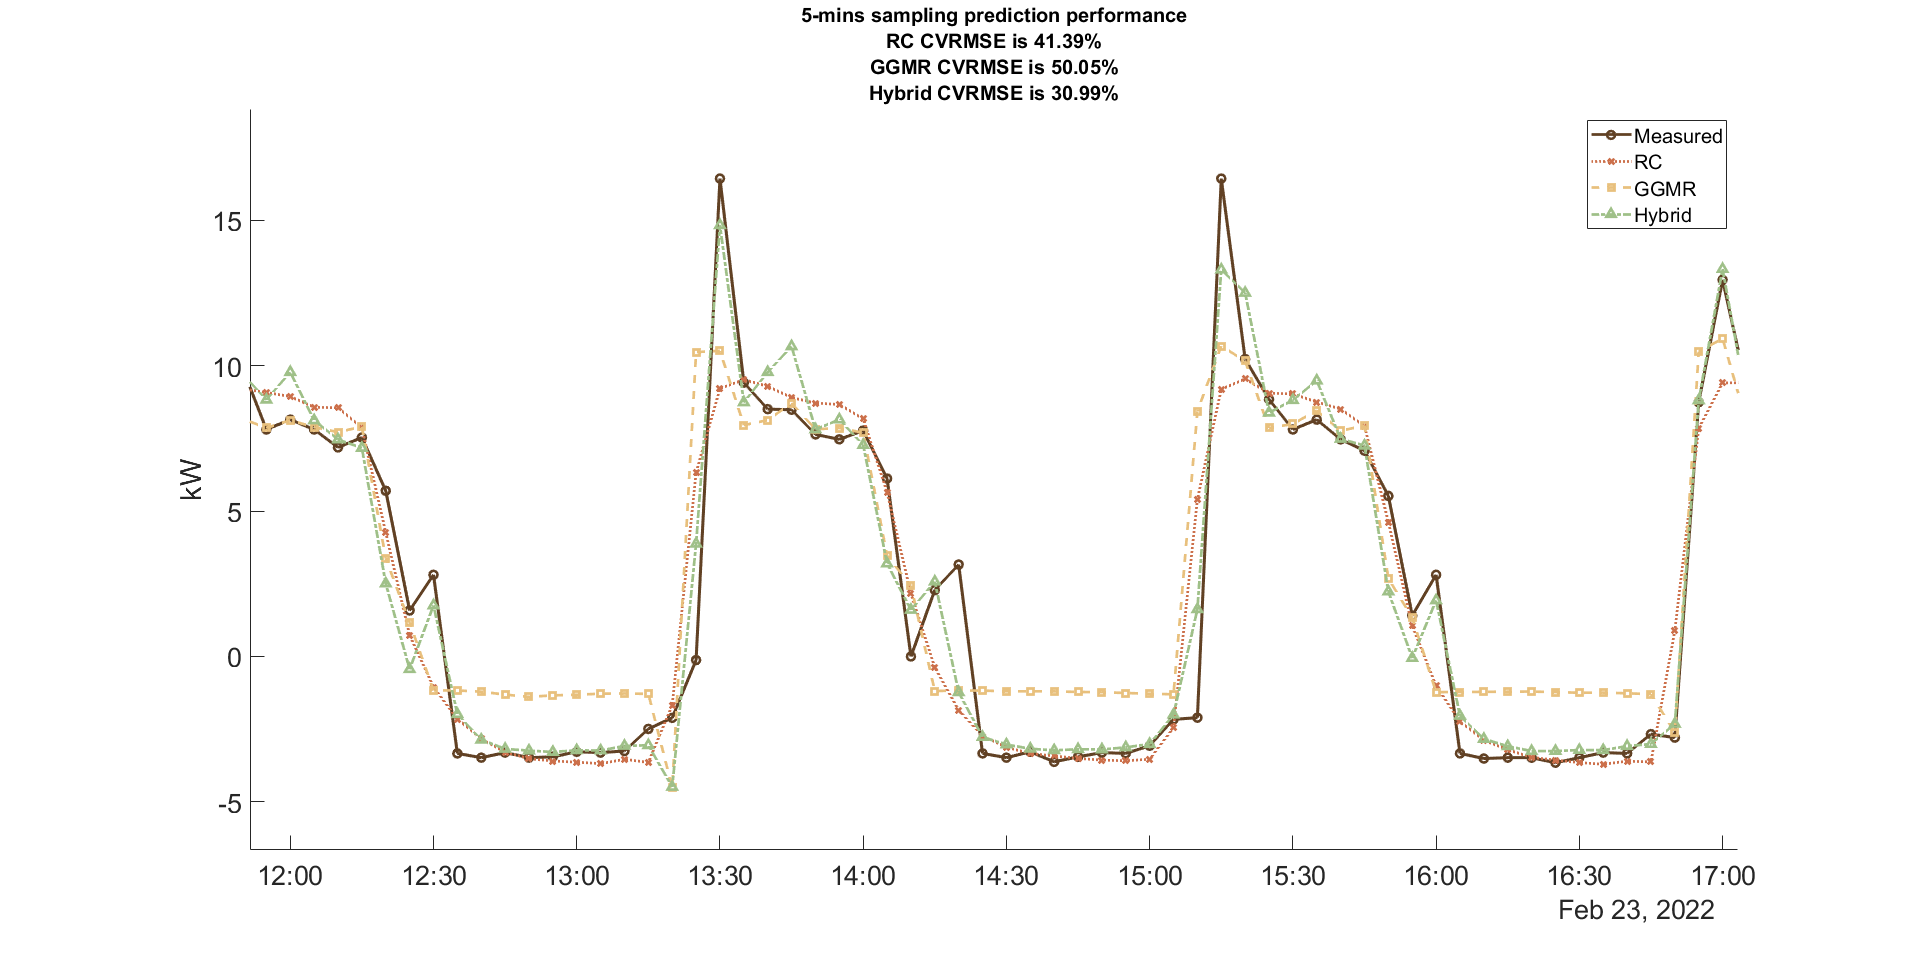 5-mins sampling prediction performance
RC CVRMSE is 41.39%
GGMR CVRMSE is 50.05%
Hybrid CVRMSE is 30.99%
Measured
RC
GGMR
Hybrid
kW
15
10
5
0
-5
12:00 12:30 13:00 13:30 14:00 14:30 15:00 15:30 16:00 16:30 17:00
Feb 23, 2022